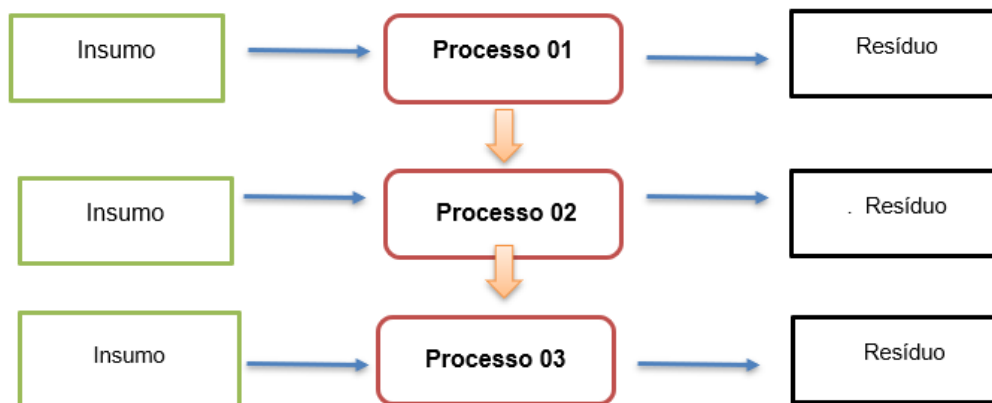 Insumo
Processo 01
Resíduo
Insumo
Processo 02
. Resíduo
Insumo
Processo 03
Resíduo